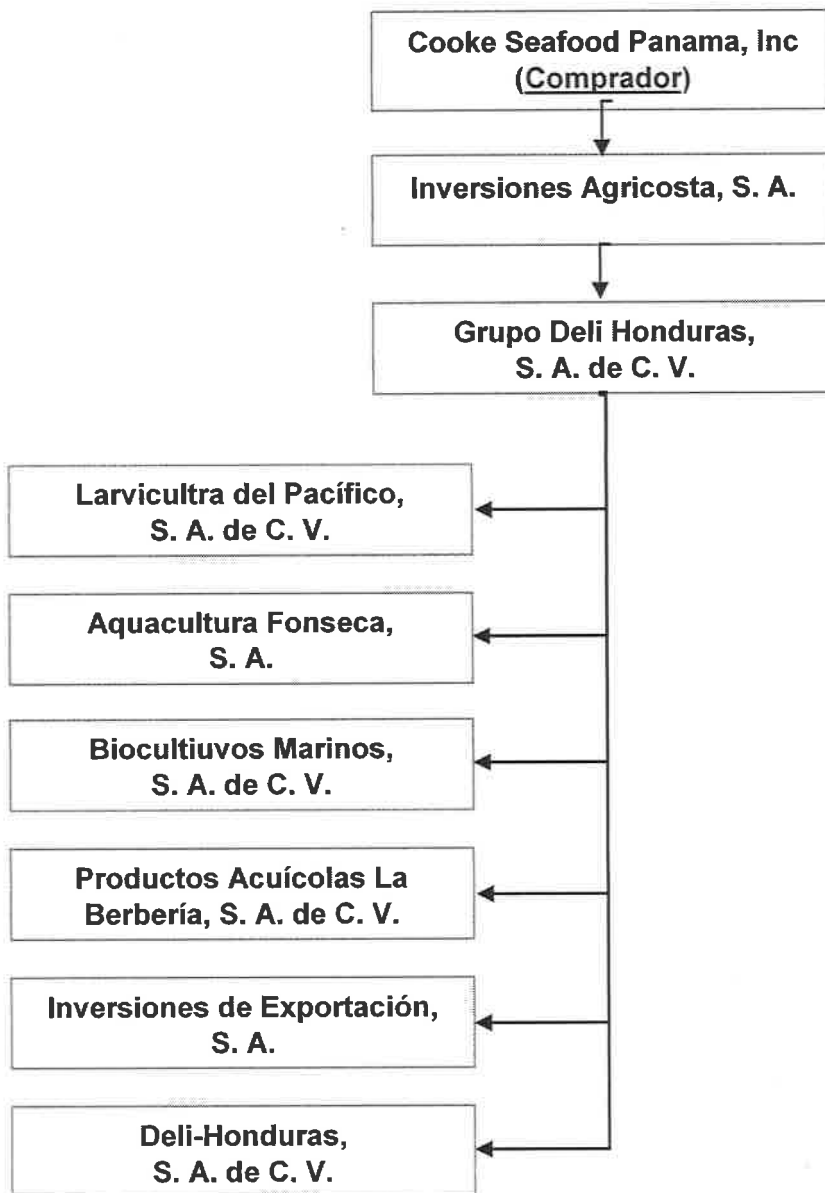 Cooke Seafood Panama, Inc
(Comprador)
Inversiones Agricosta, S. A.
Grupo Deli Honduras,
S. A. de C. V.
Larvicultra del Pacífico,
S. A. de C. V.
Aquacultura Fonseca,
S. A.
Biocultiuvos Marinos,
S. A. de C. V.
Productos Acuícolas La
Berbería, S. A. de C. V.
Inversiones de Exportación,
S. A.
Deli-Honduras,
S. A. de C. V.